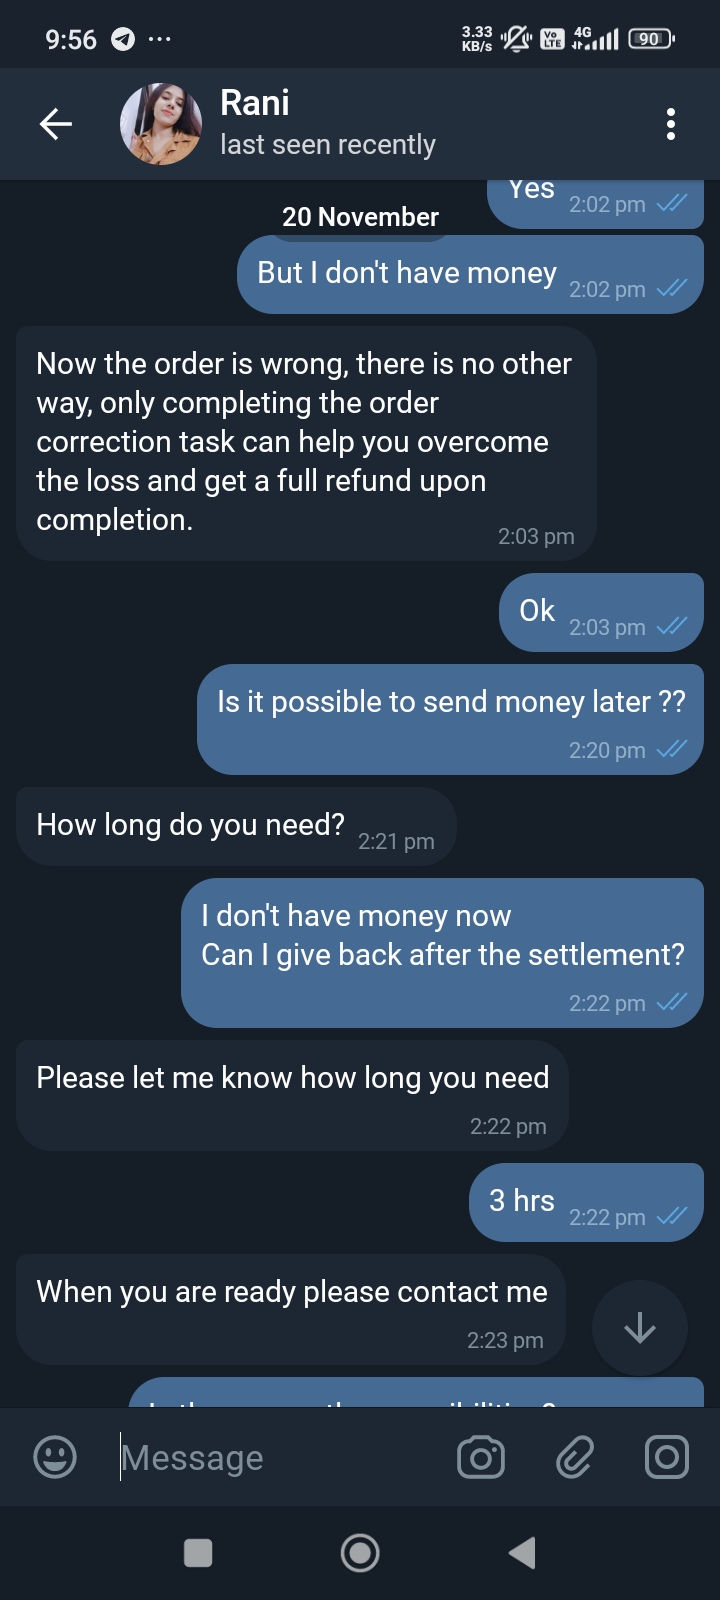 9:56
3.33
KB/s
Vo
LTE
4G
90
Rani
last seen recently
Yes
2:02 pm
20 November
But I don't have money
2:02 pm
Now the order is wrong, there is no other
way, only completing the order
correction task can help you overcome
the loss and get a full refund upon
completion.
2:03 pm
Ok
2:03 pm
Is it possible to send money later ??
2:20 pm
How long do you need?
2:21 pm
I don't have money now
Can I give back after the settlement?
2:22 pm
Please let me know how long you need
2:22 pm
3 hrs
2:22 pm
When you are ready please contact me
2:23 pm
Message